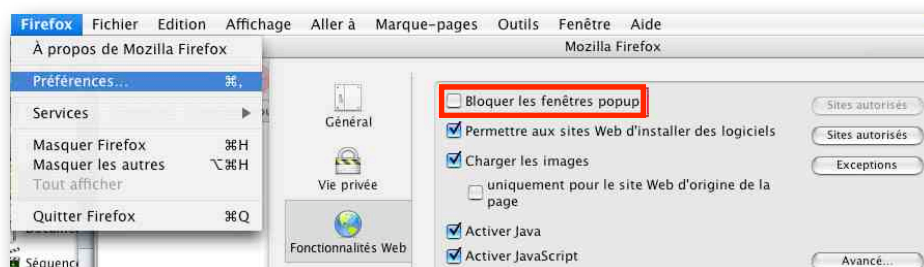 Firefox Fichier Edition Affichage Aller à Marque-pages Outils Fenêtre Aide
Mozilla Firefox
À propos de Mozilla Firefox
Préférences... ⌘,
Services
Masquer Firefox ⌘H
Masquer les autres ⌥⌘H
Tout afficher
Quitter Firefox ⌘Q
Séquenc
Général
Vie privée
Fonctionnalités Web
Bloquer les fenêtres popup
Sites autorisés
Permettre aux sites Web d'installer des logiciels
Sites autorisés
Charger les images
Exceptions
uniquement pour le site Web d'origine de la
page
Activer Java
Activer JavaScript
Avancé...